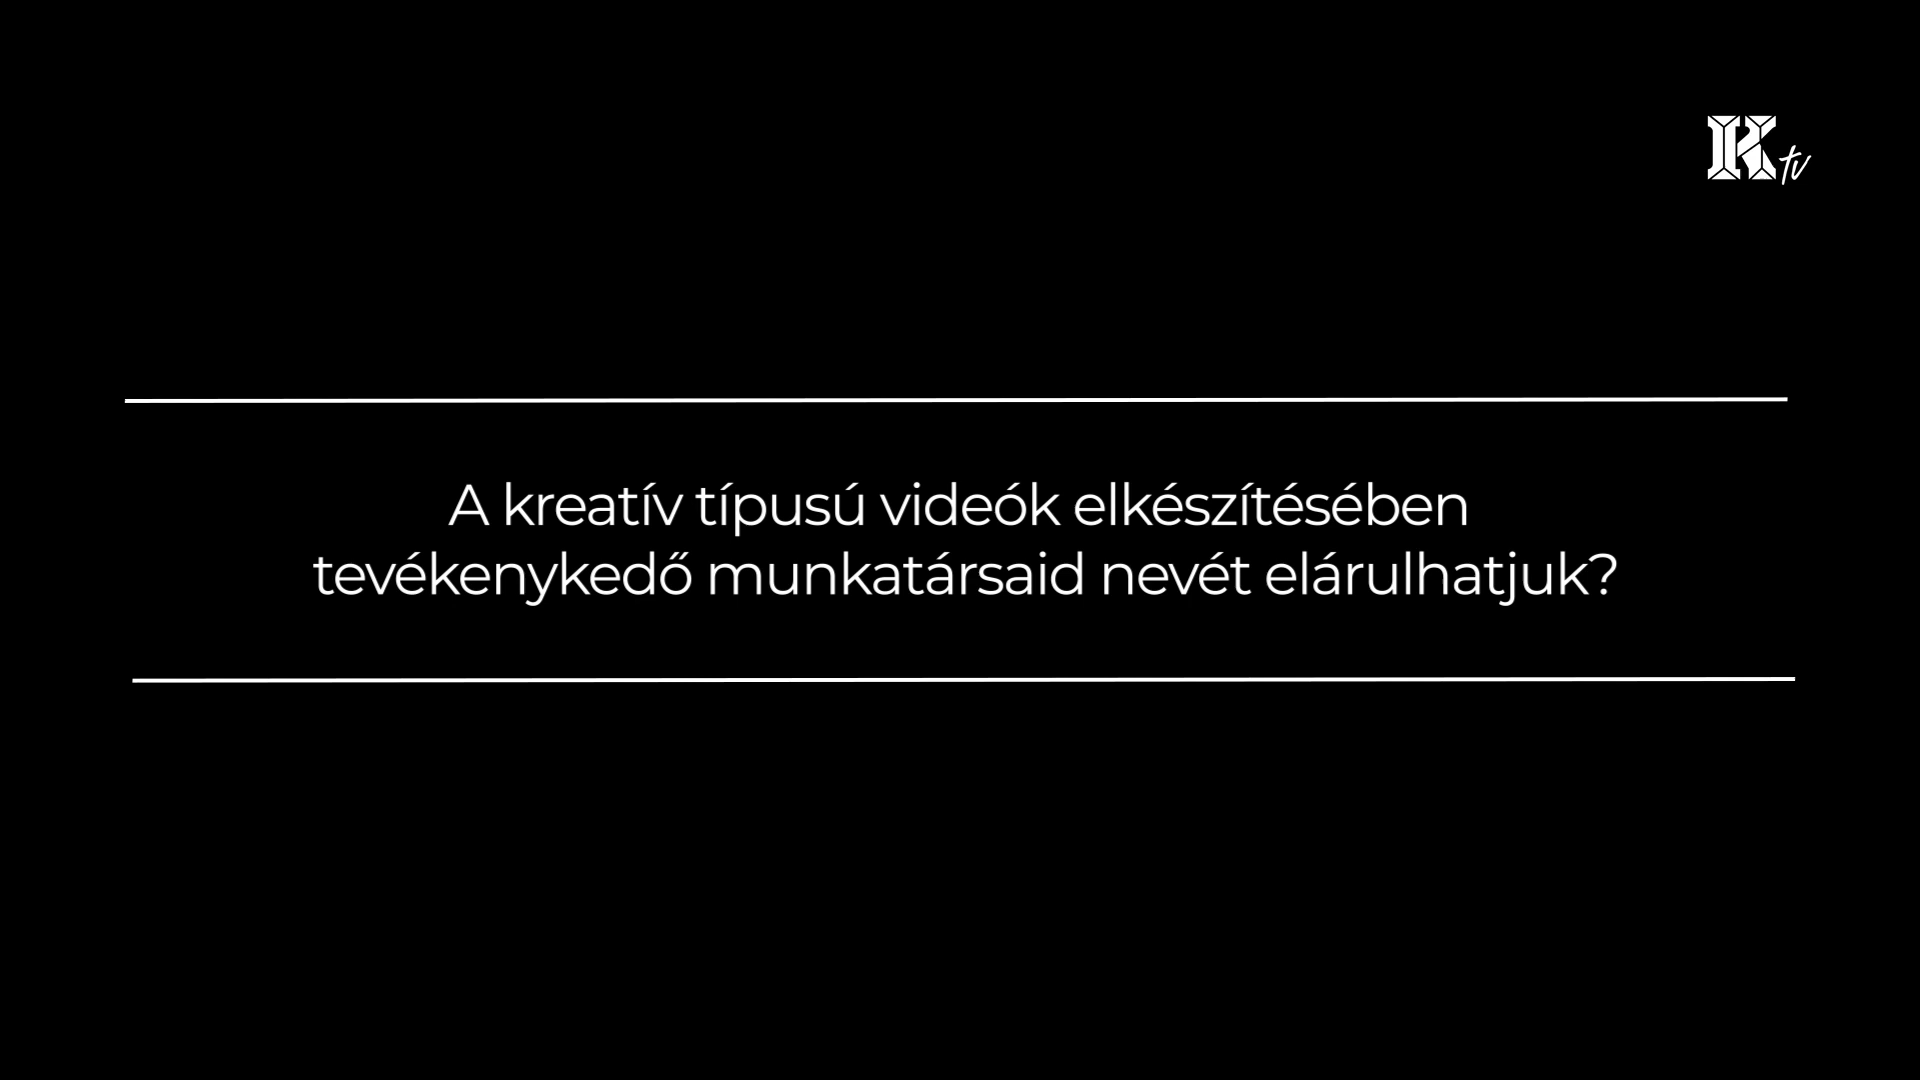 Ktv
A kreatív típusú videók elkészítésében
tevékenykedő munkatársaid nevét elárulhatjuk?